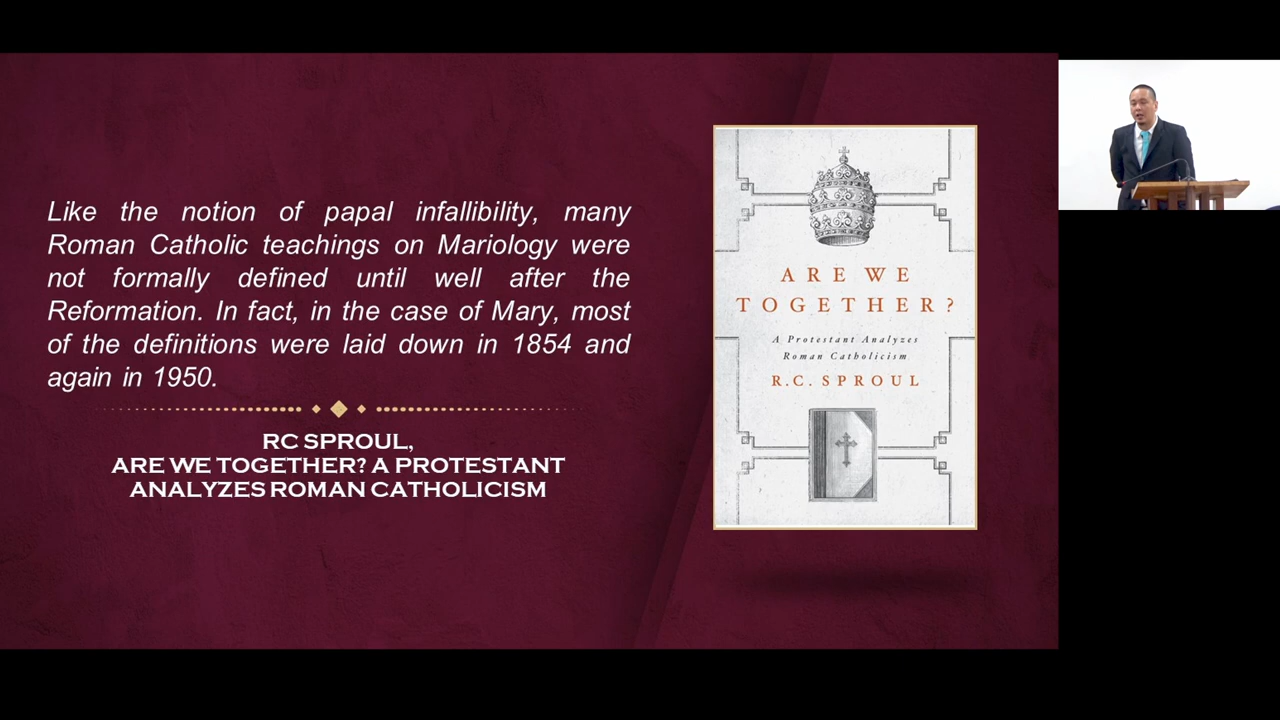 Like the notion of papal infallibility, many
Roman Catholic teachings on Mariology were
not formally defined until well after the
Reformation. In fact, in the case of Mary, most
of the definitions were laid down in 1854 and
again in 1950.
RC SPROUL,
ARE WE TOGETHER? A PROTESTANT
ANALYZES ROMAN CATHOLICISM
ARE WE
TOGETHER?
A Protestant Analyzes
Roman Catholicism
R.C. SPROUL